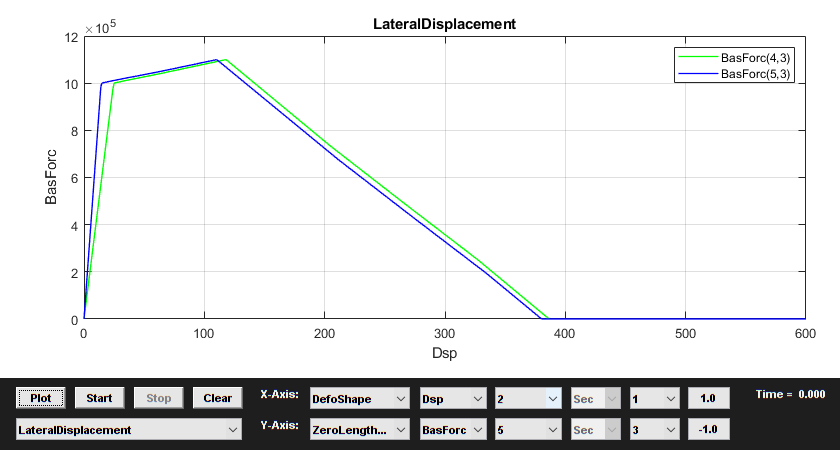 LateralDisplacement
×10⁵
12
10
8
6
4
2
0
BasForc
BasForc(4,3)
BasForc(5,3)
0 100 200 300 400 500 600
Dsp
Plot Start Stop Clear X-Axis: DefoShape Dsp 2 Sec 1 1.0 Time = 0.000
LateralDisplacement Y-Axis: ZeroLength... BasForc 5 Sec 3 -1.0